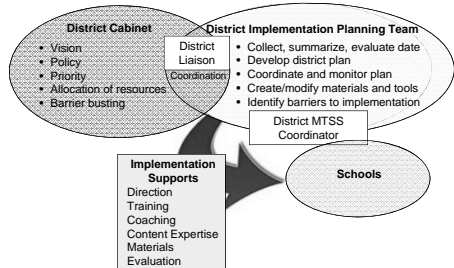 District Cabinet
• Vision
• Policy
• Priority
• Allocation of resources
• Barrier busting
District
Liaison
Coordination
District Implementation Planning Team
• Collect, summarize, evaluate date
• Develop district plan
• Coordinate and monitor plan
• Create/modify materials and tools
• Identify barriers to implementation
District MTSS
Coordinator
Implementation
Supports
Direction
Training
Coaching
Content Expertise
Materials
Evaluation
Schools